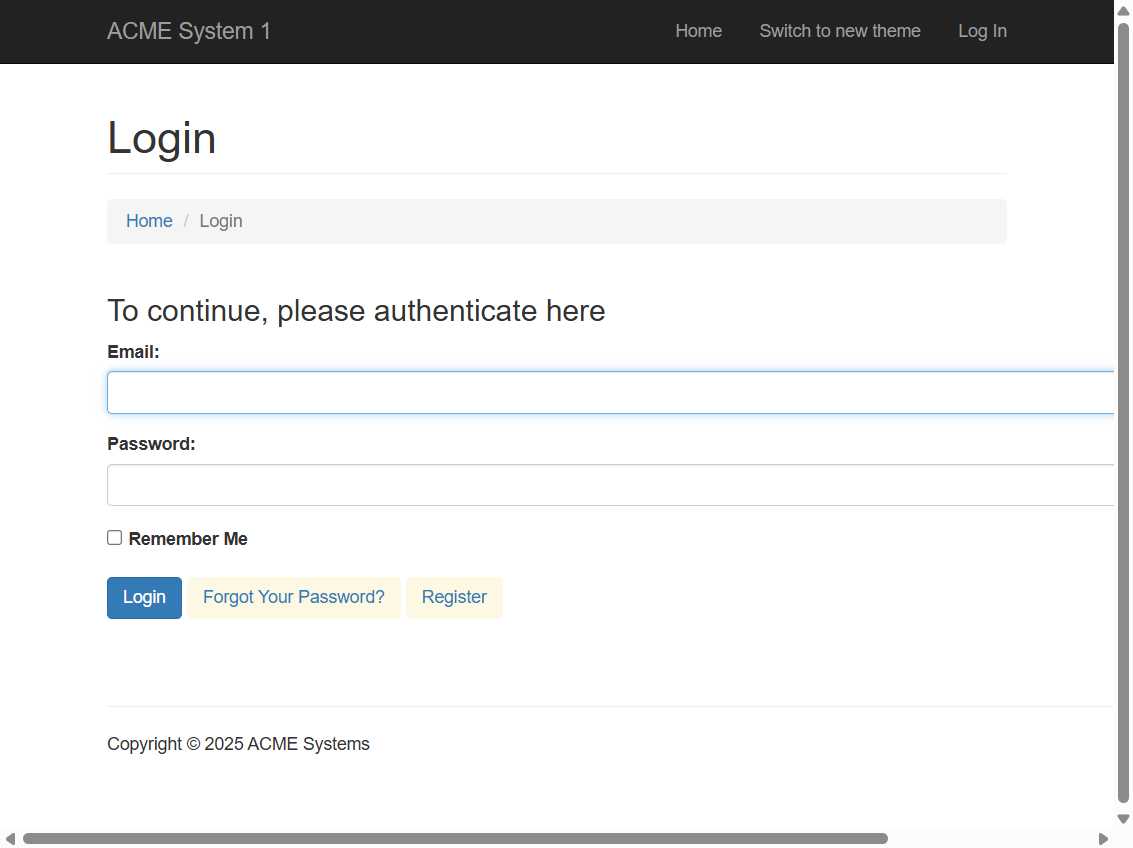 ACME System 1 Home Switch to new theme Log In
Login
Home / Login
To continue, please authenticate here
Email:
Password:
Remember Me
Login Forgot Your Password? Register
Copyright © 2025 ACME Systems